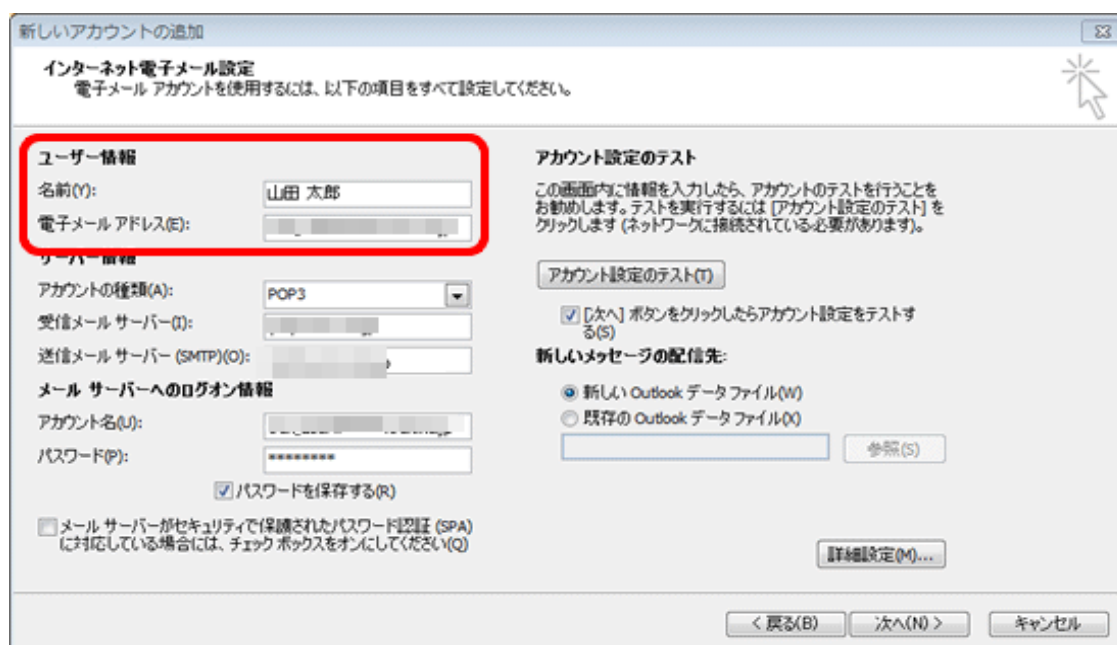 新しいアカウントの追加
インターネット電子メール設定
電子メール アカウントを使用するには、以下の項目をすべて設定してください。
ユーザー情報
名前(Y):
山田 太郎
電子メール アドレス(E):
サーバー情報
アカウントの種類(A):
POP3
受信メール サーバー(I):
送信メール サーバー (SMTP)(O):
メール サーバーへのログオン情報
アカウント名(U):
パスワード(P):
********
パスワードを保存する(R)
メール サーバーがセキュリティで保護されたパスワード認証 (SPA)
に対応している場合には、チェック ボックスをオンにしてください(Q)
アカウント設定のテスト
この画面内に情報を入力したら、アカウントのテストを行うことを
お勧めします。テストを実行するには [アカウント設定のテスト] を
クリックします (ネットワークに接続されている必要があります)。
アカウント設定のテスト(T)
[次へ] ボタンをクリックしたらアカウント設定をテストす
る(S)
新しいメッセージの配信先:
新しい Outlook データ ファイル(W)
既存の Outlook データ ファイル(X)
参照(S)
詳細設定(M)...
< 戻る(B)
次へ(N) >
キャンセル